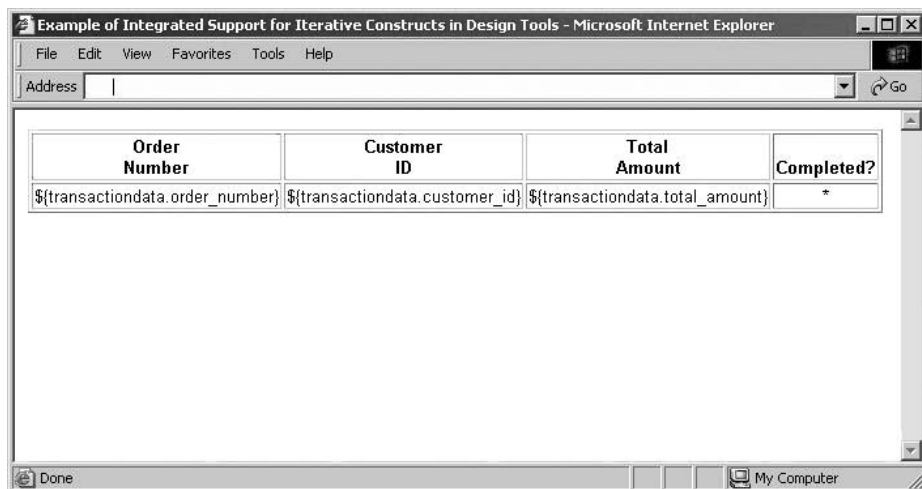 Example of Integrated Support for Iterative Constructs in Design Tools - Microsoft Internet Explorer
File Edit View Favorites Tools Help
Address Go
Order Number Customer ID Total Amount Completed?
${transactiondata.order_number} ${transactiondata.customer_id} ${transactiondata.total_amount} *
Done My Computer